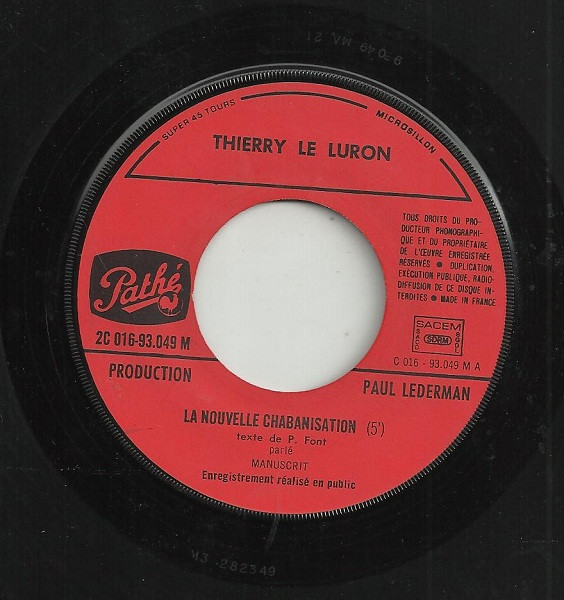 SUPER 45 TOURS
MICROSILLON
THIERRY LE LURON
TOUS DROITS DU PRO-
DUCTEUR PHONOGRAPHI-
QUE ET DU PROPRIÉTAIRE
DE L'ŒUVRE ENREGISTRÉE
RÉSERVÉS ● DUPLICATION,
EXÉCUTION PUBLIQUE, RADIO-
DIFFUSION DE CE DISQUE IN-
TERDITES ● MADE IN FRANCE
Pathé
2C 016-93.049 M
SACEM
SDRM
C 016 - 93.049 M A
PRODUCTION
PAUL LEDERMAN
LA NOUVELLE CHABANISATION (5')
texte de P. Font
parlé
MANUSCRIT
Enregistrement réalisé en public
M3 282349